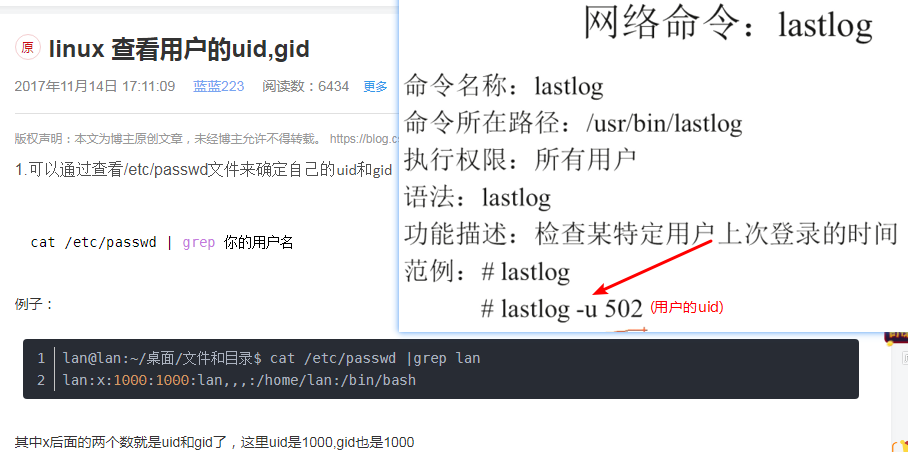 原 linux 查看用户的uid,gid
2017年11月14日 17:11:09 蓝蓝223 阅读数：6434 更多
版权声明：本文为博主原创文章，未经博主允许不得转载。 https://blog.c
1.可以通过查看/etc/passwd文件来确定自己的uid和gid
cat /etc/passwd | grep 你的用户名
例子：
1 lan@lan:~/桌面/文件和目录$ cat /etc/passwd |grep lan
2 lan:x:1000:1000:lan,,,:/home/lan:/bin/bash
其中x后面的两个数就是uid和gid了，这里uid是1000,gid也是1000
网络命令：lastlog
命令名称：lastlog
命令所在路径：/usr/bin/lastlog
执行权限：所有用户
语法：lastlog
功能描述：检查某特定用户上次登录的时间
范例：# lastlog
# lastlog -u 502 (用户的uid)